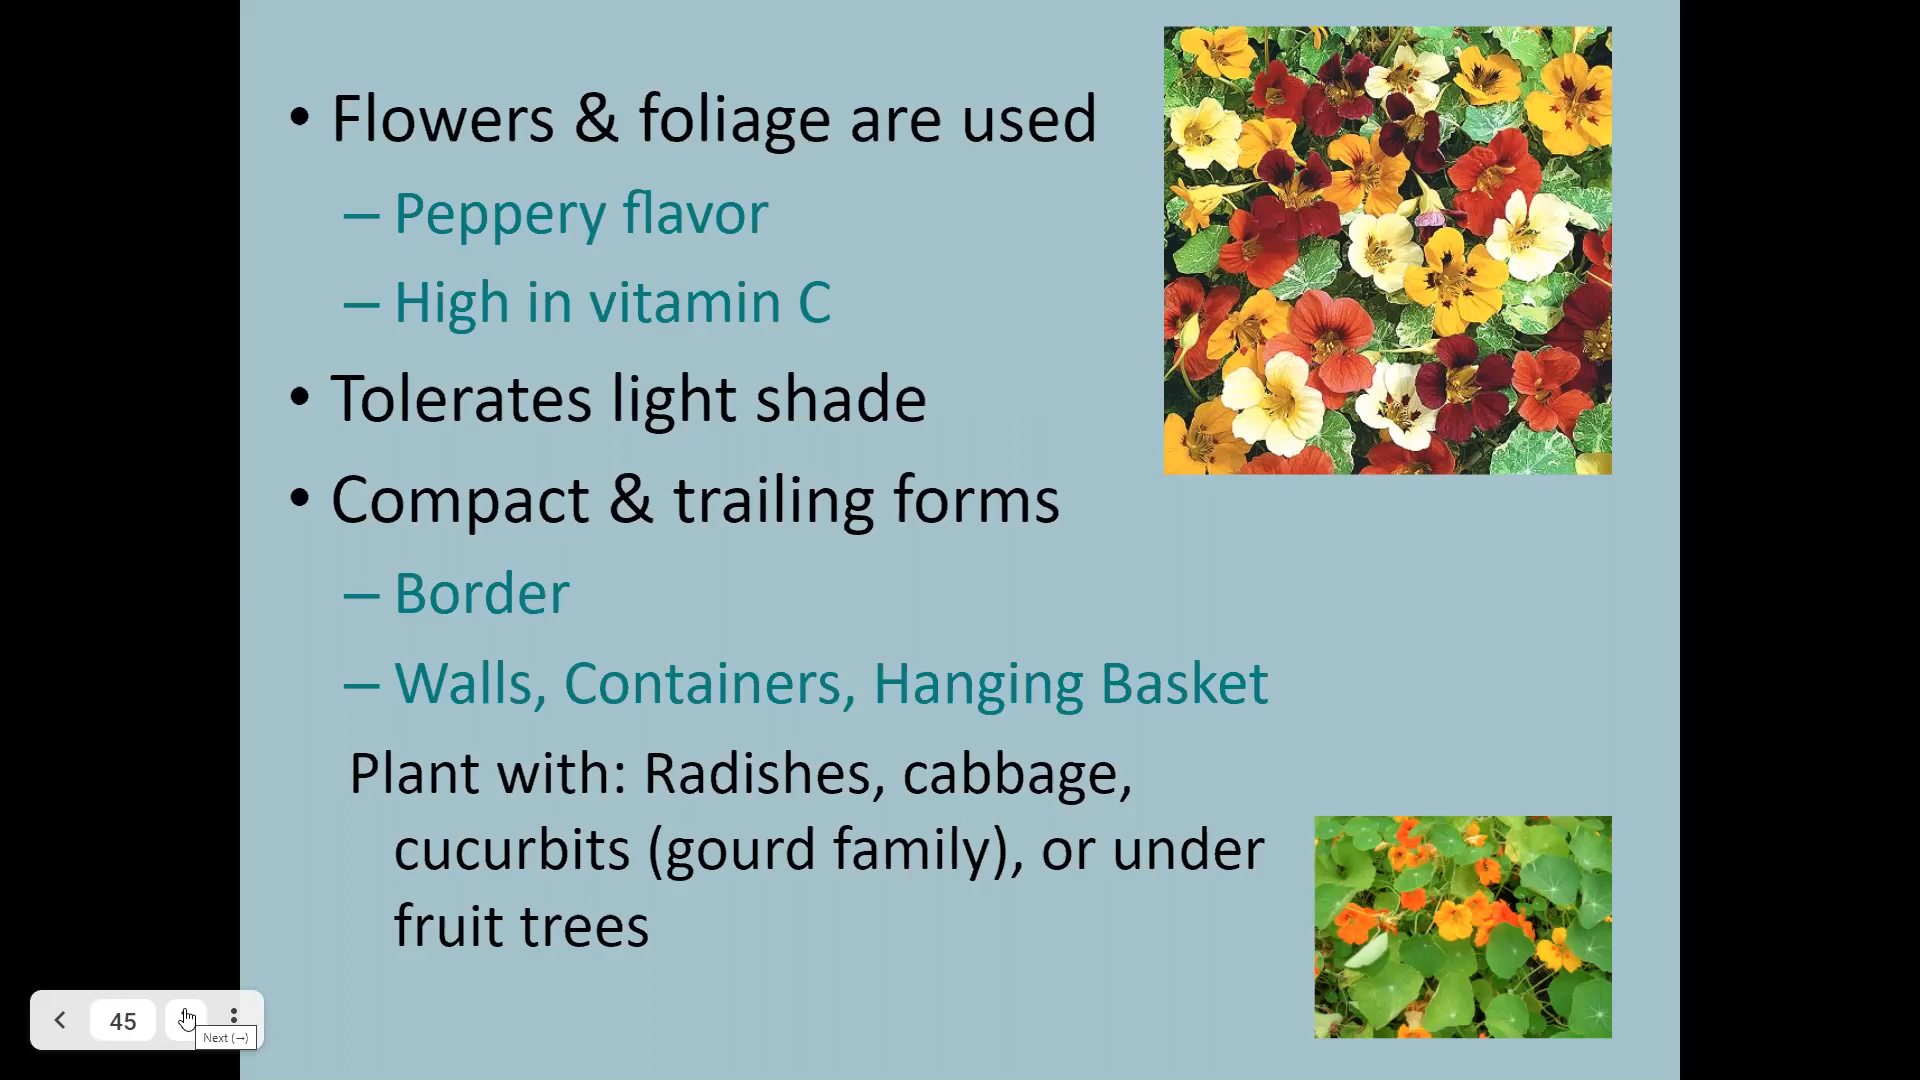 • Flowers & foliage are used
– Peppery flavor
– High in vitamin C
• Tolerates light shade
• Compact & trailing forms
– Border
– Walls, Containers, Hanging Basket
Plant with: Radishes, cabbage,
cucurbits (gourd family), or under
fruit trees
45
Next (→)